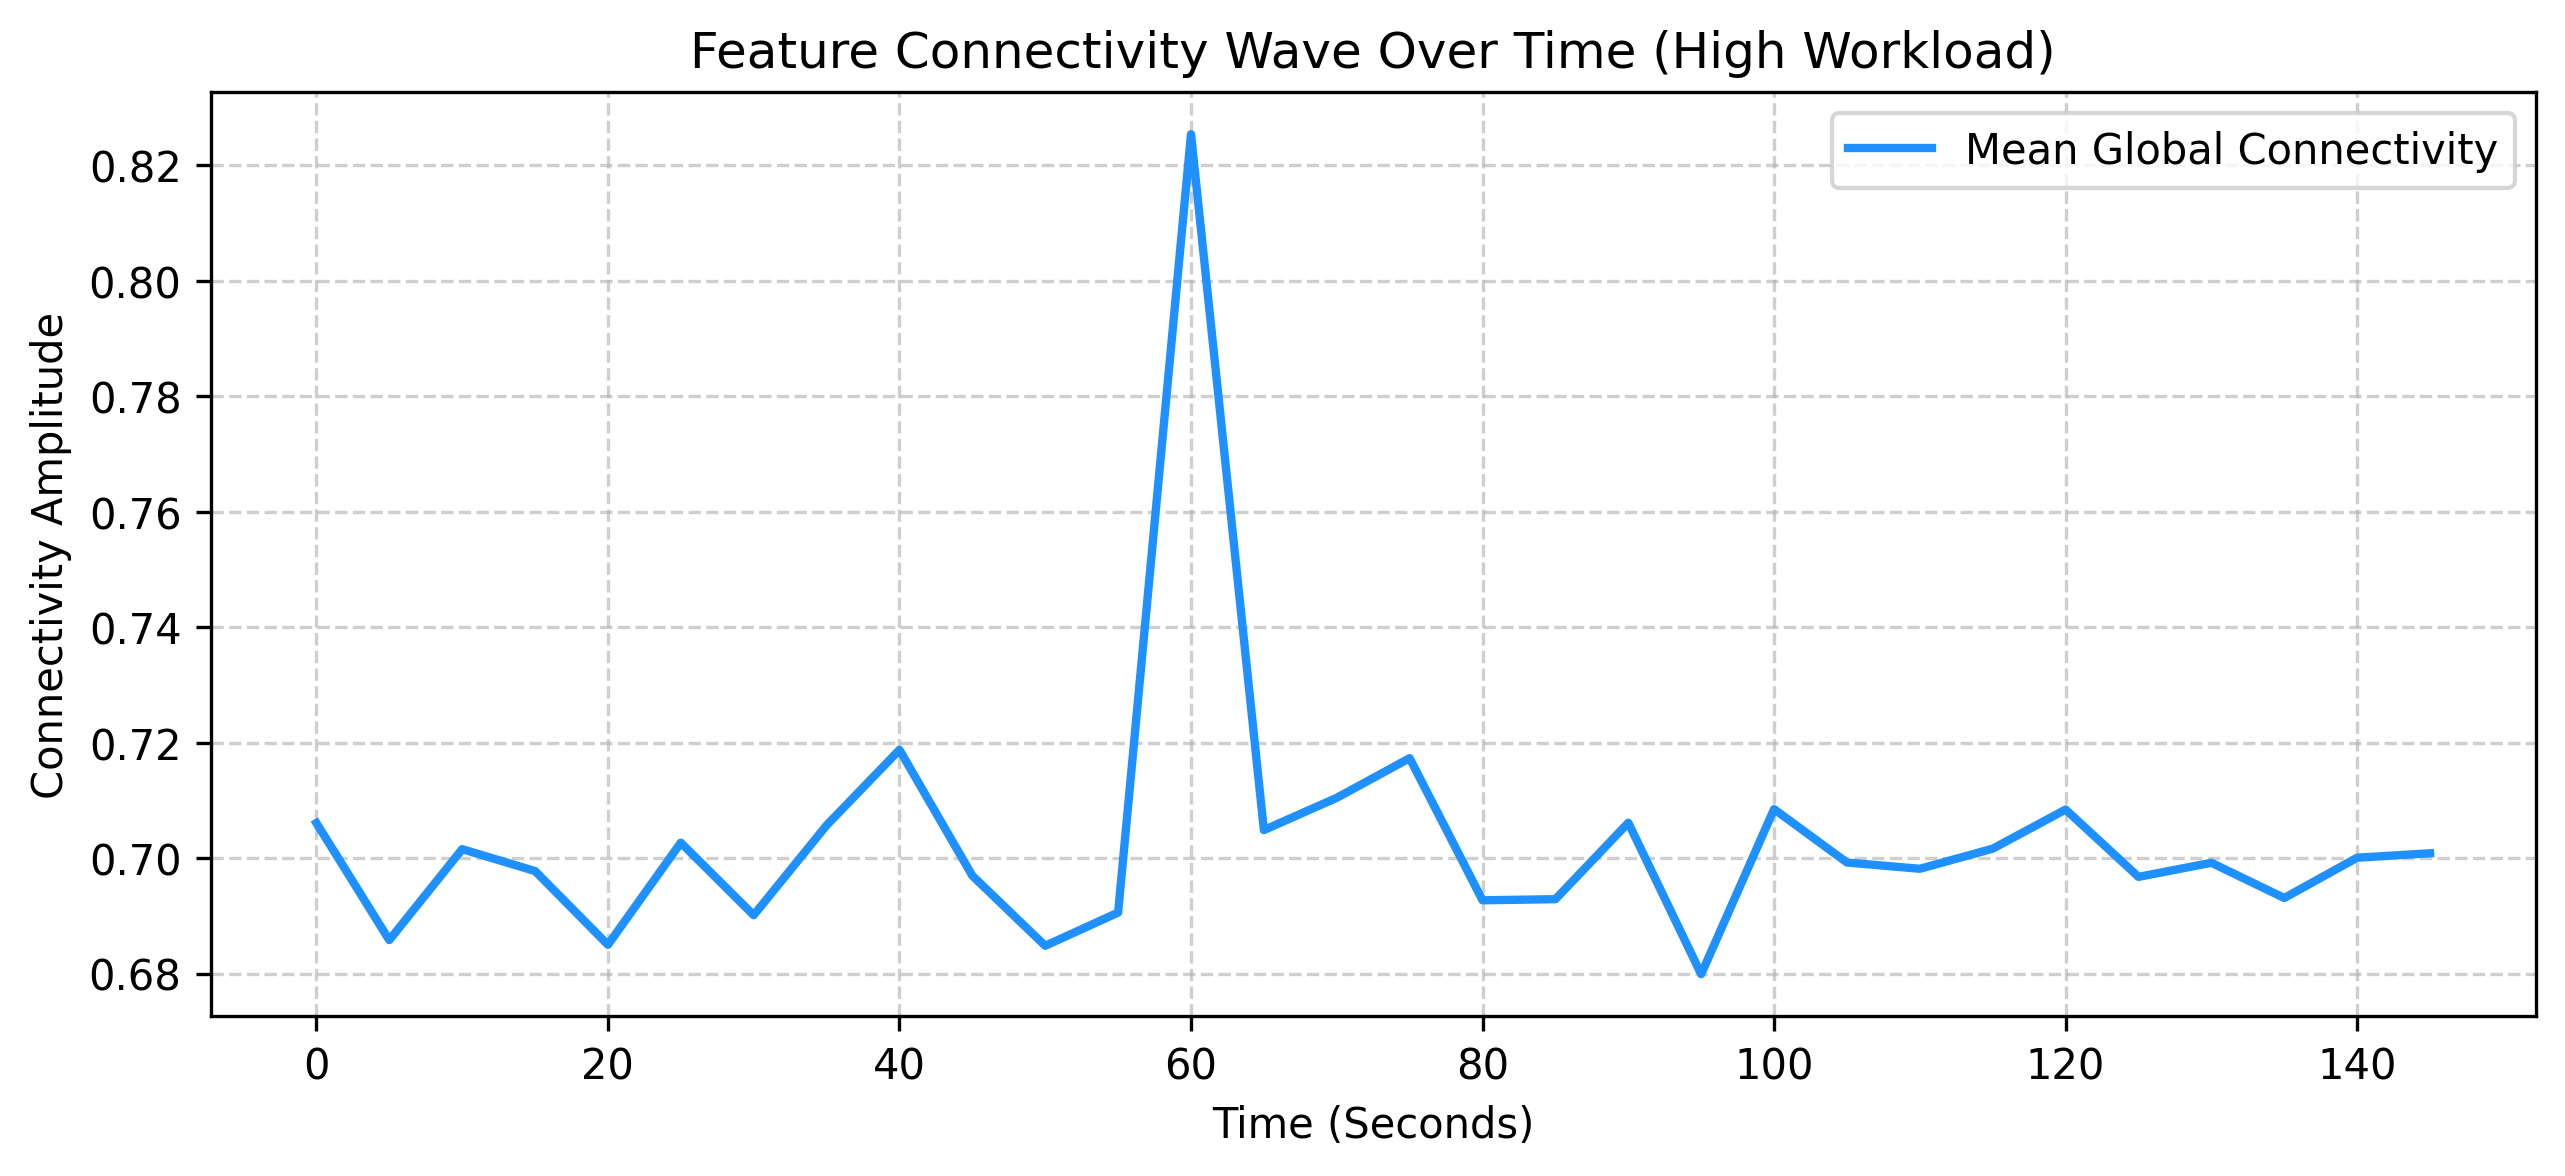 Feature Connectivity Wave Over Time (High Workload)
Mean Global Connectivity
Connectivity Amplitude
0.82
0.80
0.78
0.76
0.74
0.72
0.70
0.68
0 20 40 60 80 100 120 140
Time (Seconds)